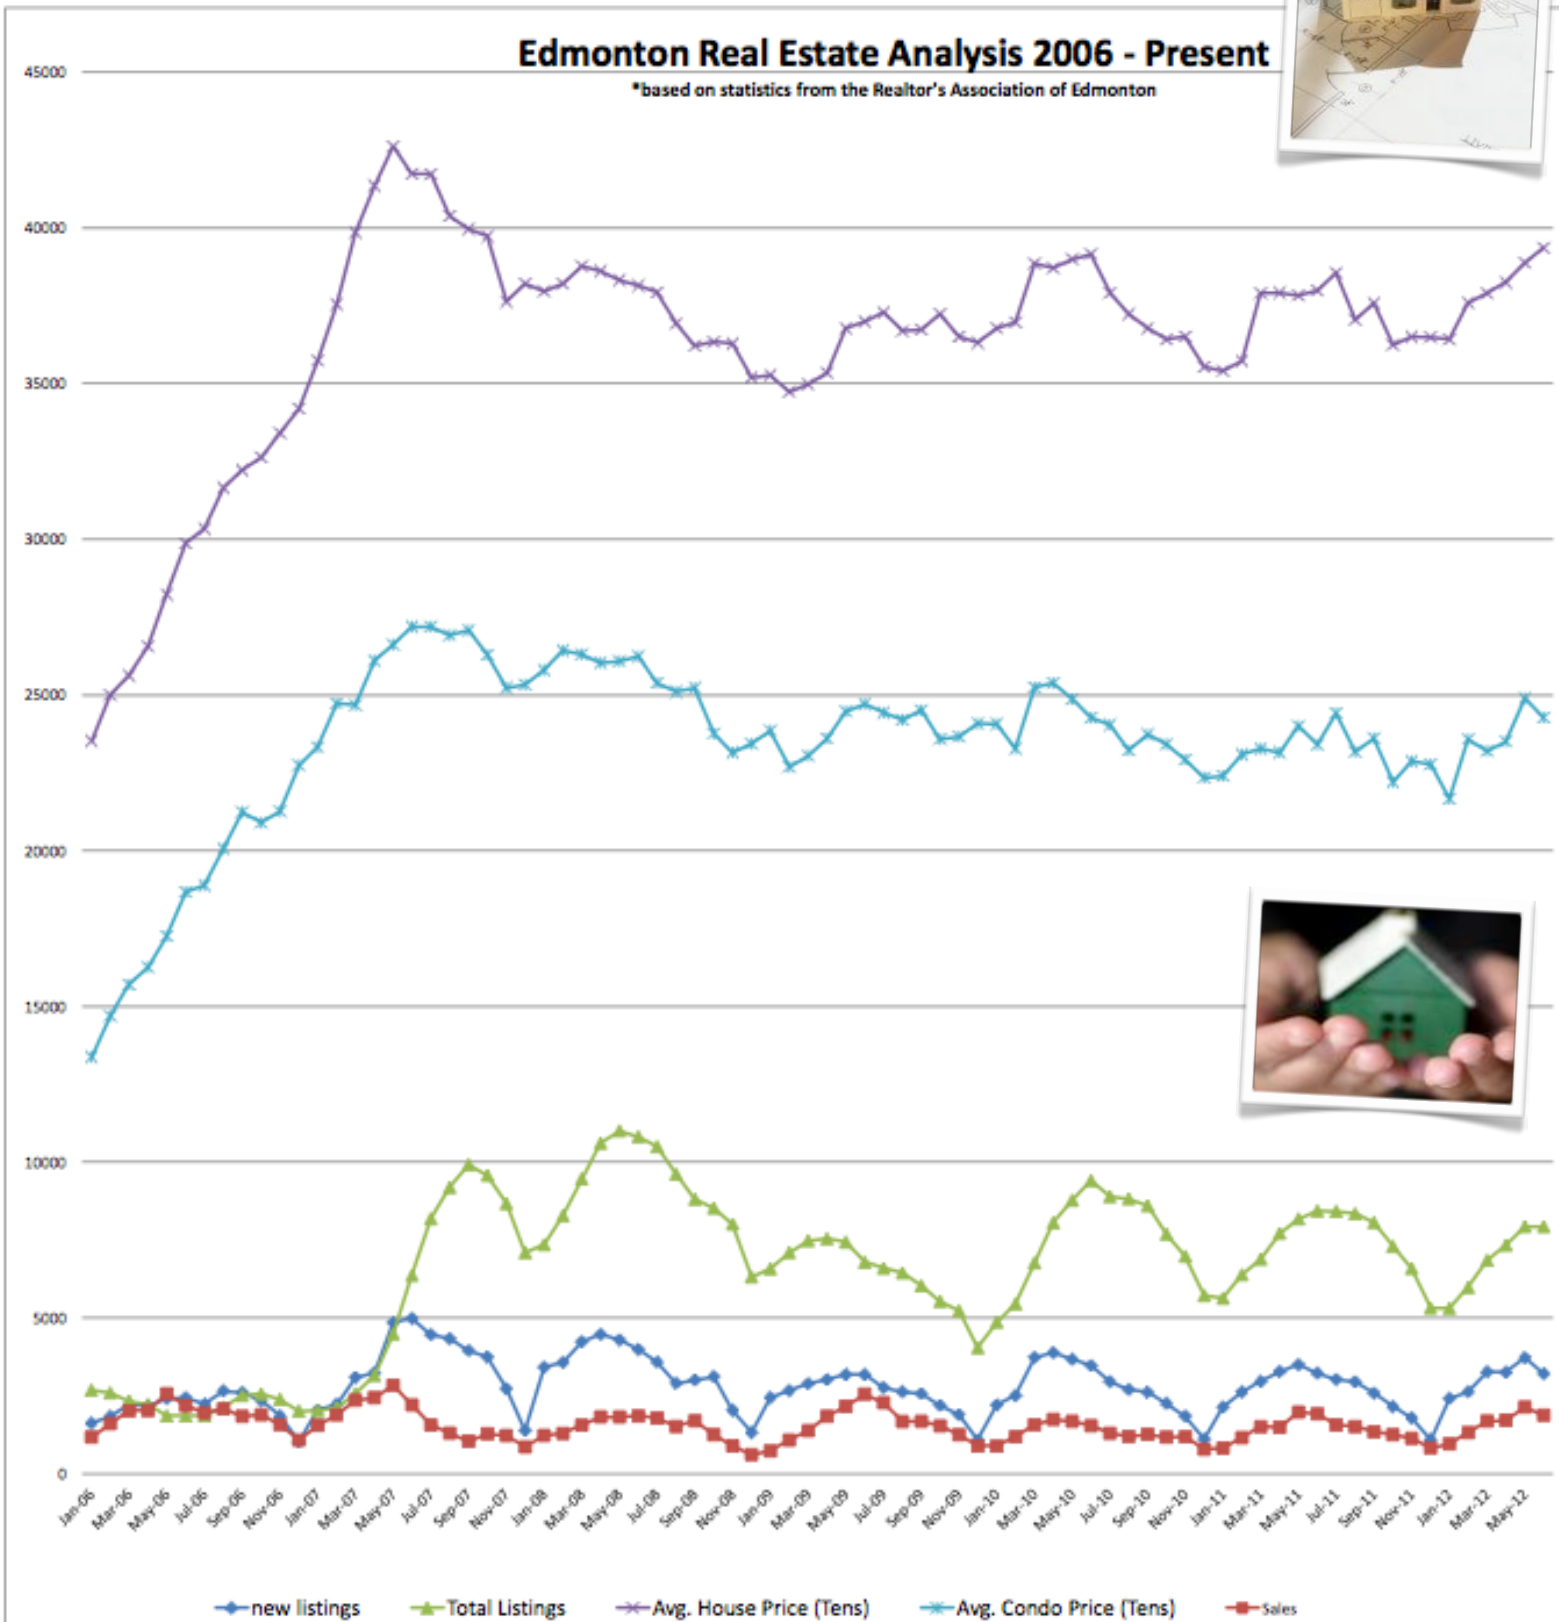 Edmonton Real Estate Analysis 2006 - Present
*based on statistics from the Realtor's Association of Edmonton
45000
40000
35000
30000
25000
20000
15000
10000
5000
0
Jan-06 Mar-06 May-06 Jul-06 Sep-06 Nov-06 Jan-07 Mar-07 May-07 Jul-07 Sep-07 Nov-07 Jan-08 Mar-08 May-08 Jul-08 Sep-08 Nov-08 Jan-09 Mar-09 May-09 Jul-09 Sep-09 Nov-09 Jan-10 Mar-10 May-10 Jul-10 Sep-10 Nov-10 Jan-11 Mar-11 May-11 Jul-11 Sep-11 Nov-11 Jan-12 Mar-12 May-12
new listings Total Listings Avg. House Price (Tens) Avg. Condo Price (Tens) Sales